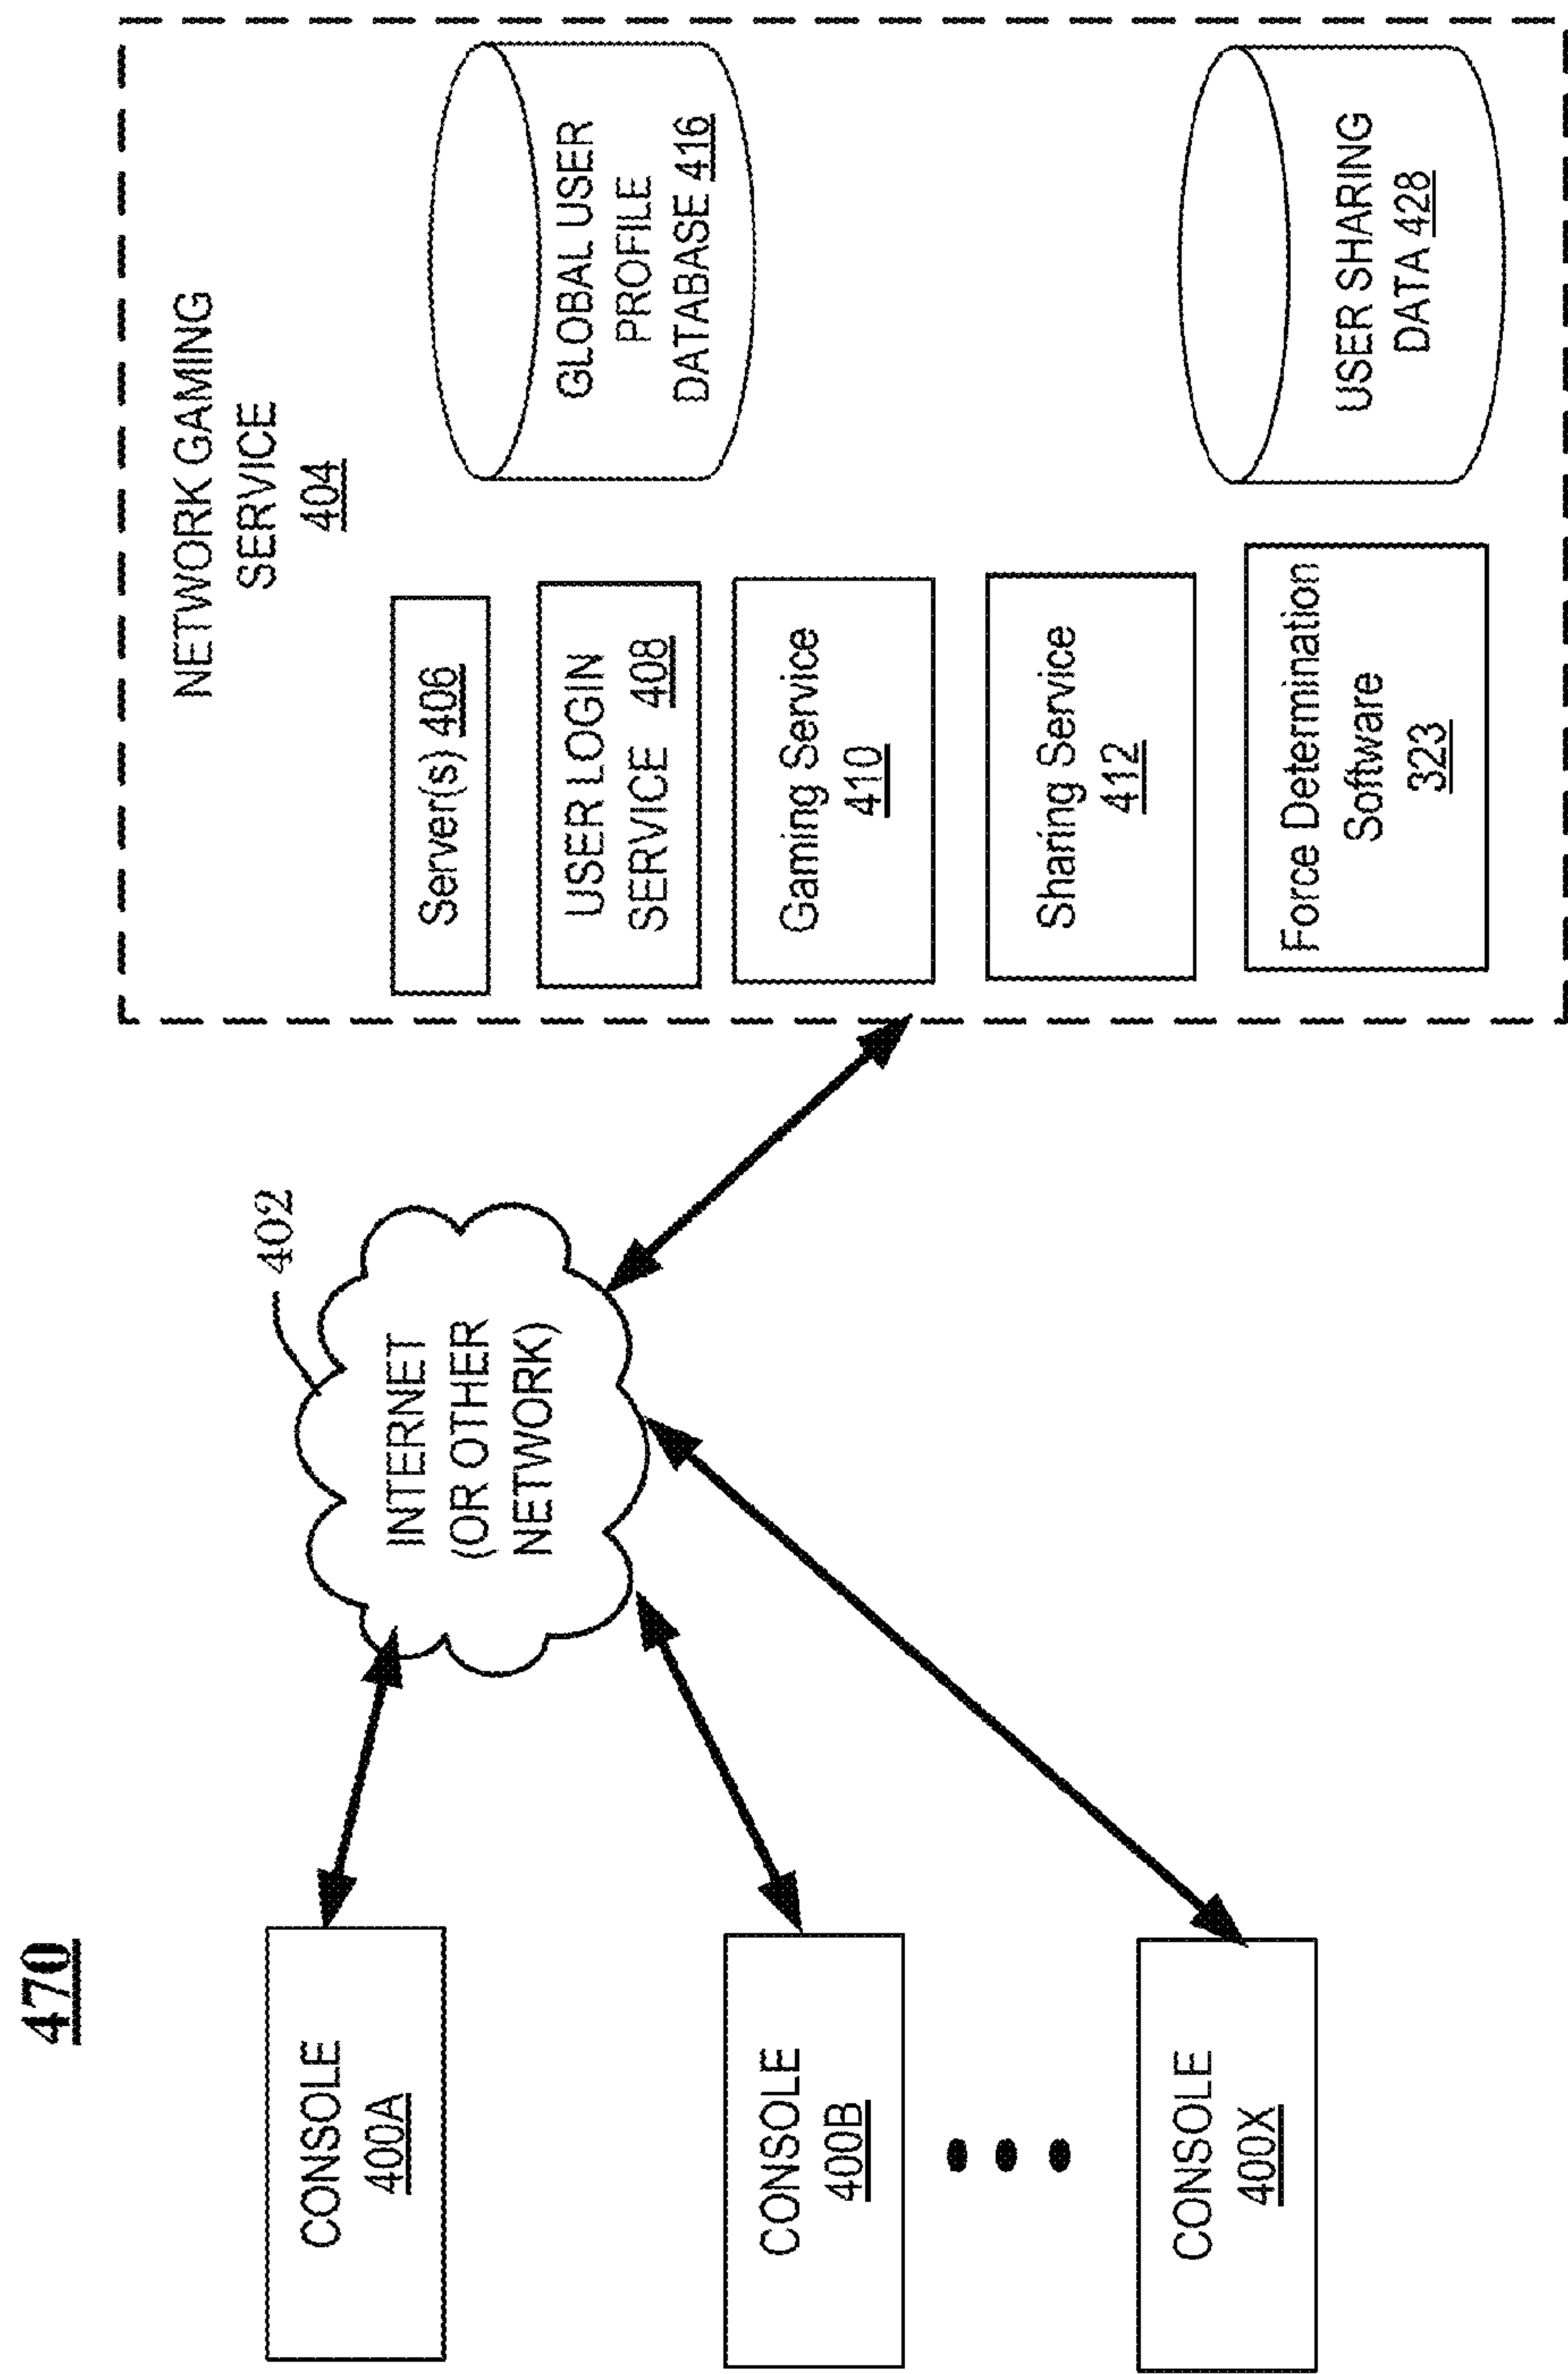 470
CONSOLE
400A
CONSOLE
400B
CONSOLE
400X
402
INTERNET
(OR OTHER
NETWORK)
NETWORK GAMING
SERVICE
404
Server(s) 406
USER LOGIN
SERVICE 408
Gaming Service
410
Sharing Service
412
Force Determination
Software
323
GLOBAL USER
PROFILE
DATABASE 416
USER SHARING
DATA 428